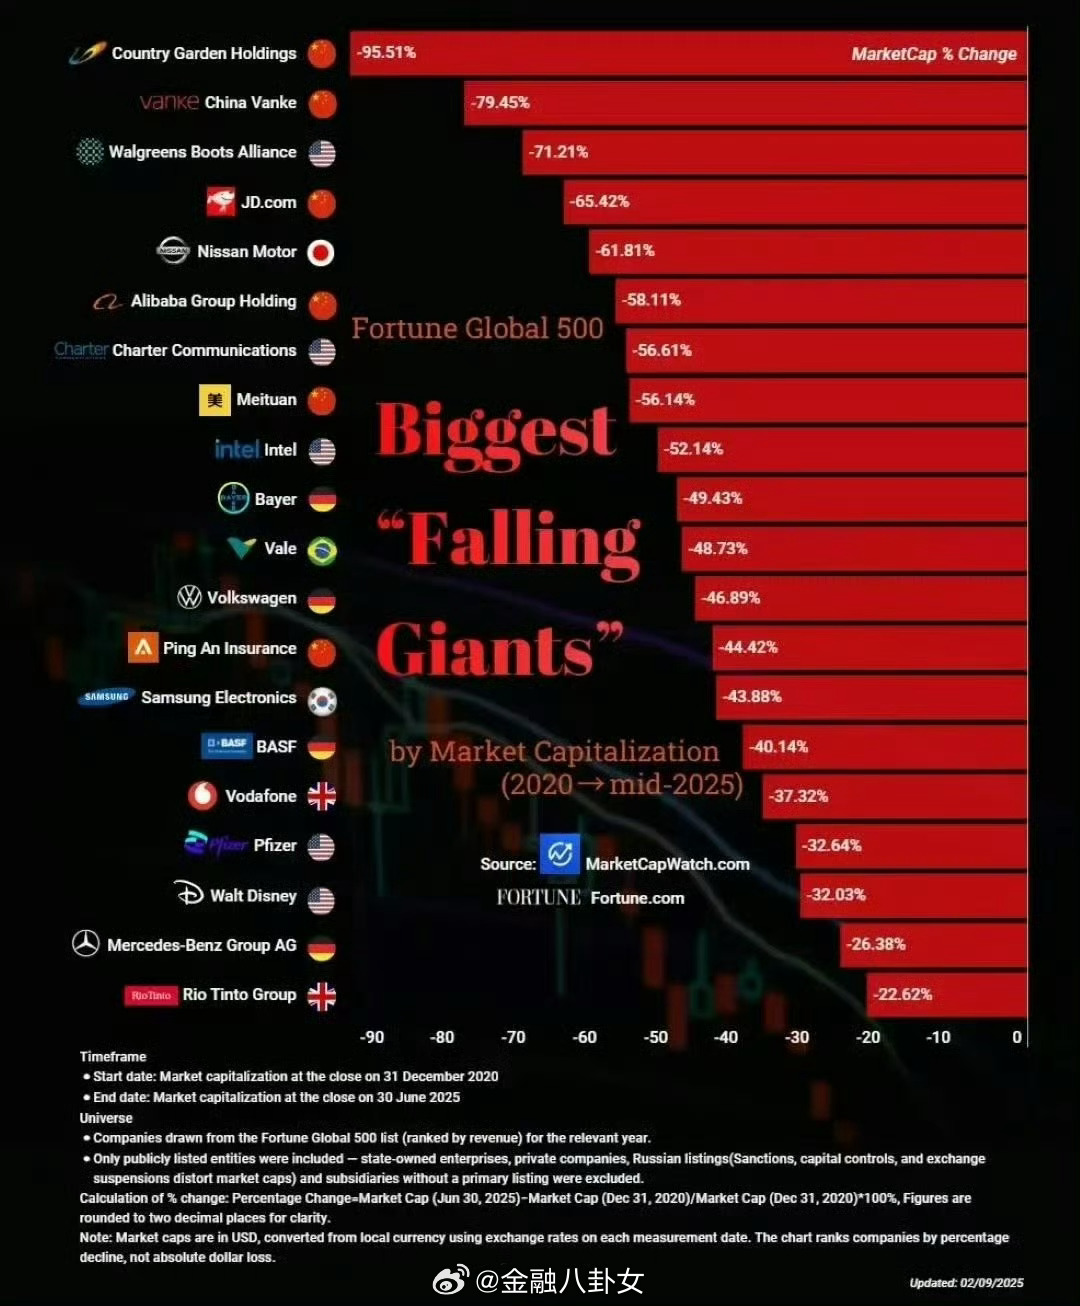 Country Garden Holdings -95.51% MarketCap % Change
vanke China Vanke -79.45%
Walgreens Boots Alliance -71.21%
JD.com -65.42%
NISSAN Nissan Motor -61.81%
Alibaba Group Holding -58.11%
Fortune Global 500
Charter Charter Communications -56.61%
美 Meituan -56.14%
Biggest
intel Intel -52.14%
BAYER Bayer -49.43%
“Falling
Vale -48.73%
Volkswagen -46.89%
Giants”
Ping An Insurance -44.42%
SAMSUNG Samsung Electronics -43.88%
BASF BASF -40.14%
by Market Capitalization
(2020→mid-2025)
Vodafone -37.32%
Pfizer Pfizer -32.64%
Source: MarketCapWatch.com
Walt Disney -32.03%
FORTUNE Fortune.com
Mercedes-Benz Group AG -26.38%
RioTinto Rio Tinto Group -22.62%
-90 -80 -70 -60 -50 -40 -30 -20 -10 0
Timeframe
• Start date: Market capitalization at the close on 31 December 2020
• End date: Market capitalization at the close on 30 June 2025
Universe
• Companies drawn from the Fortune Global 500 list (ranked by revenue) for the relevant year.
• Only publicly listed entities were included — state-owned enterprises, private companies, Russian listings(Sanctions, capital controls, and exchange
suspensions distort market caps) and subsidiaries without a primary listing were excluded.
Calculation of % change: Percentage Change=Market Cap (Jun 30, 2025)−Market Cap (Dec 31, 2020)/Market Cap (Dec 31, 2020)*100%, Figures are
rounded to two decimal places for clarity.
Note: Market caps are in USD, converted from local currency using exchange rates on each measurement date. The chart ranks companies by percentage
decline, not absolute dollar loss.
@金融八卦女
Updated: 02/09/2025